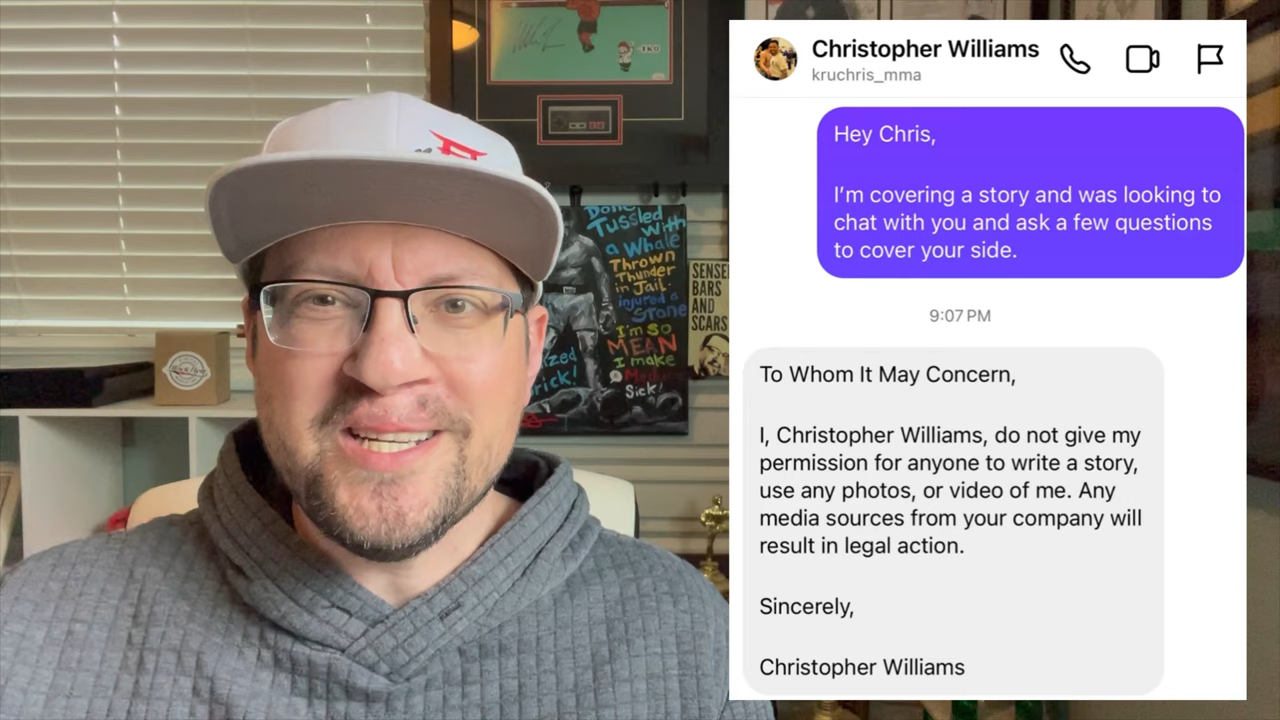 TKO
Done
Tussled
With
a Whale
Thrown
Thunder
in Jail.
injured a
Stone
I'm SO
MEAN
I make
Sick!
SENSEI
BARS
AND
SCARS
Christopher Williams
kruchris_mma
Hey Chris,
I’m covering a story and was looking to
chat with you and ask a few questions
to cover your side.
9:07 PM
To Whom It May Concern,
I, Christopher Williams, do not give my
permission for anyone to write a story,
use any photos, or video of me. Any
media sources from your company will
result in legal action.
Sincerely,
Christopher Williams